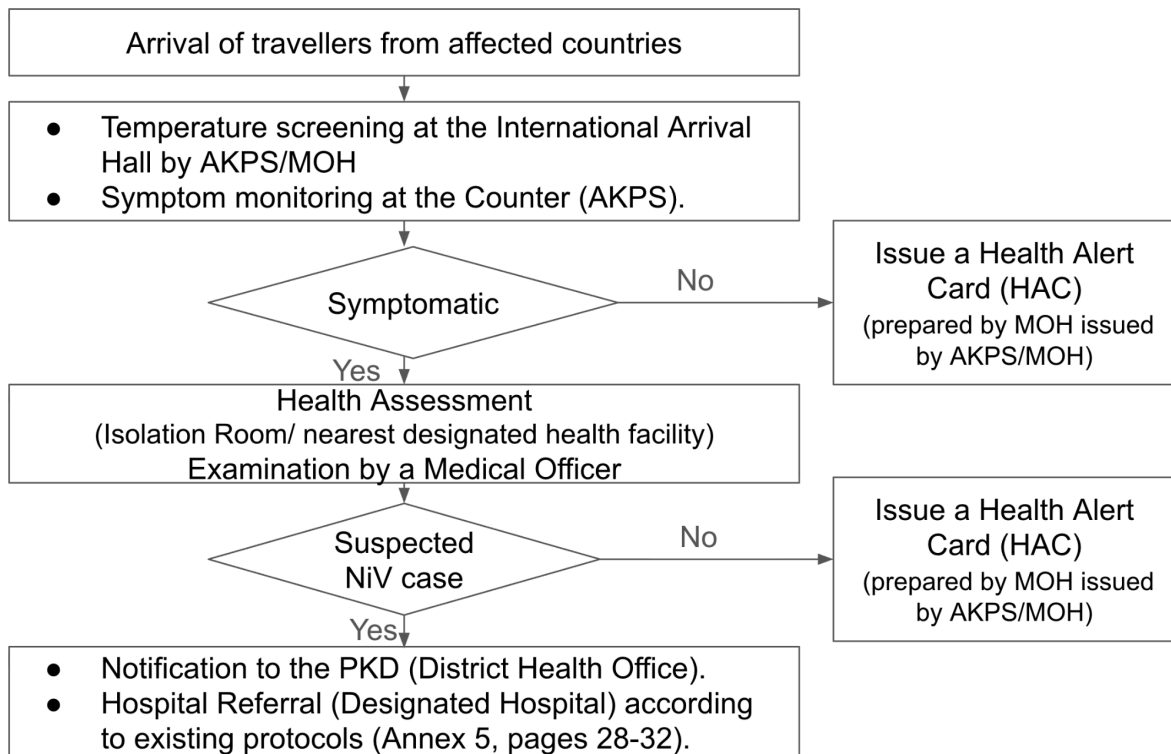 Arrival of travellers from affected countries
● Temperature screening at the International Arrival
Hall by AKPS/MOH
● Symptom monitoring at the Counter (AKPS).
Symptomatic
No
Issue a Health Alert
Card (HAC)
(prepared by MOH issued
by AKPS/MOH)
Yes
Health Assessment
(Isolation Room/ nearest designated health facility)
Examination by a Medical Officer
Suspected
NiV case
No
Issue a Health Alert
Card (HAC)
(prepared by MOH issued
by AKPS/MOH)
Yes
● Notification to the PKD (District Health Office).
● Hospital Referral (Designated Hospital) according
to existing protocols (Annex 5, pages 28-32).